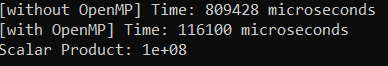 [without OpenMP] Time: 809428 microseconds
[with OpenMP] Time: 116100 microseconds
Scalar Product: 1e+08